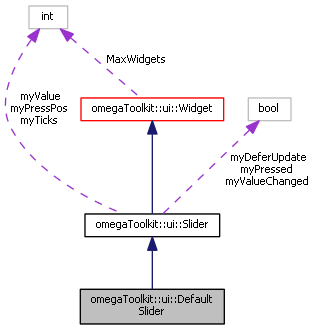 int
MaxWidgets
myValue
myPressPos
myTicks
omegaToolkit::ui::Widget
bool
myDeferUpdate
myPressed
myValueChanged
omegaToolkit::ui::Slider
omegaToolkit::ui::Default
Slider